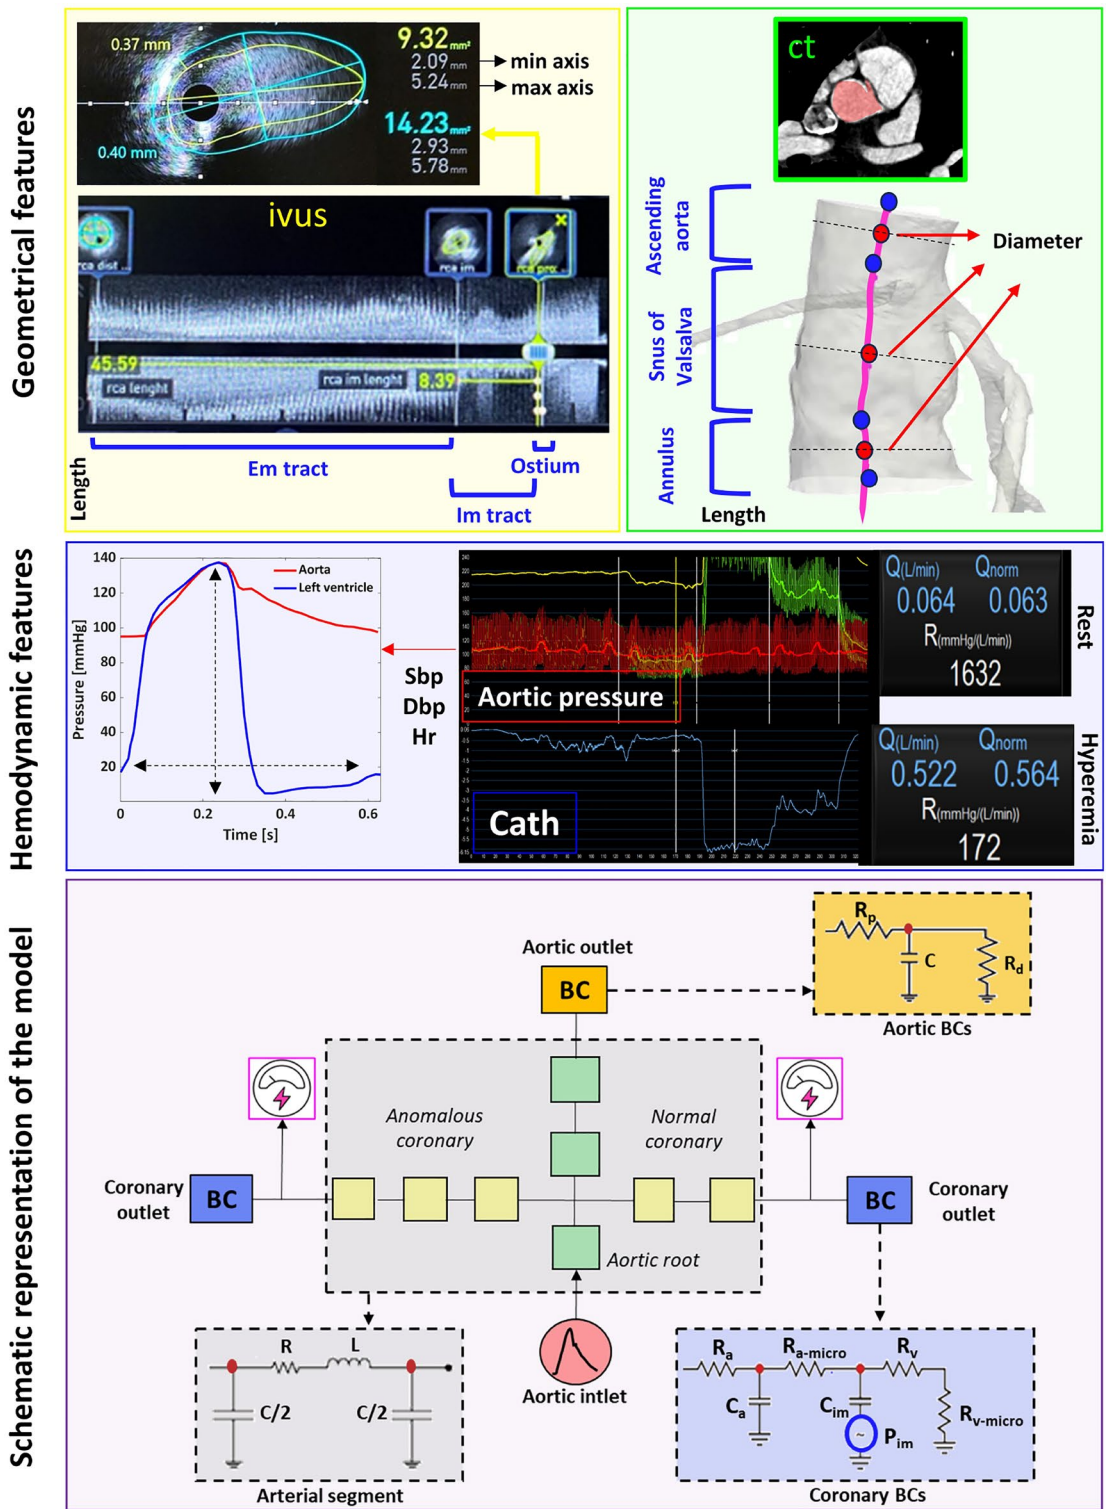 Geometrical features
0.37 mm
0.40 mm
9.32 mm²
2.09 mm
5.24 mm
min axis
max axis
14.23 mm²
2.93 mm
5.78 mm
ivus
rca dist ...
rca im
rca pro...
45.59
rca lenght
rca im lenght
8.39
Length
Em tract
Ostium
Im tract
ct
Ascending
aorta
Snus of
Valsalva
Annulus
Length
Diameter
Hemodynamic features
Pressure [mmHg]
140
120
100
80
60
40
20
0
0.2
0.4
0.6
Time [s]
Aorta
Left ventricle
Sbp
Dbp
Hr
Aortic pressure
Cath
Q(L/min) Qnorm
0.064 0.063
R(mmHg/(L/min))
1632
Rest
Q(L/min) Qnorm
0.522 0.564
R(mmHg/(L/min))
172
Hyperemia
Schematic representation of the model
Aortic outlet
BC
Rp
C
Rd
Aortic BCs
Anomalous
coronary
Normal
coronary
Coronary
outlet
BC
BC
Coronary
outlet
Aortic root
Aortic intlet
R
L
C/2
C/2
Arterial segment
Ra
Ra-micro
Rv
Ca
Cim
Pim
~
Rv-micro
Coronary BCs